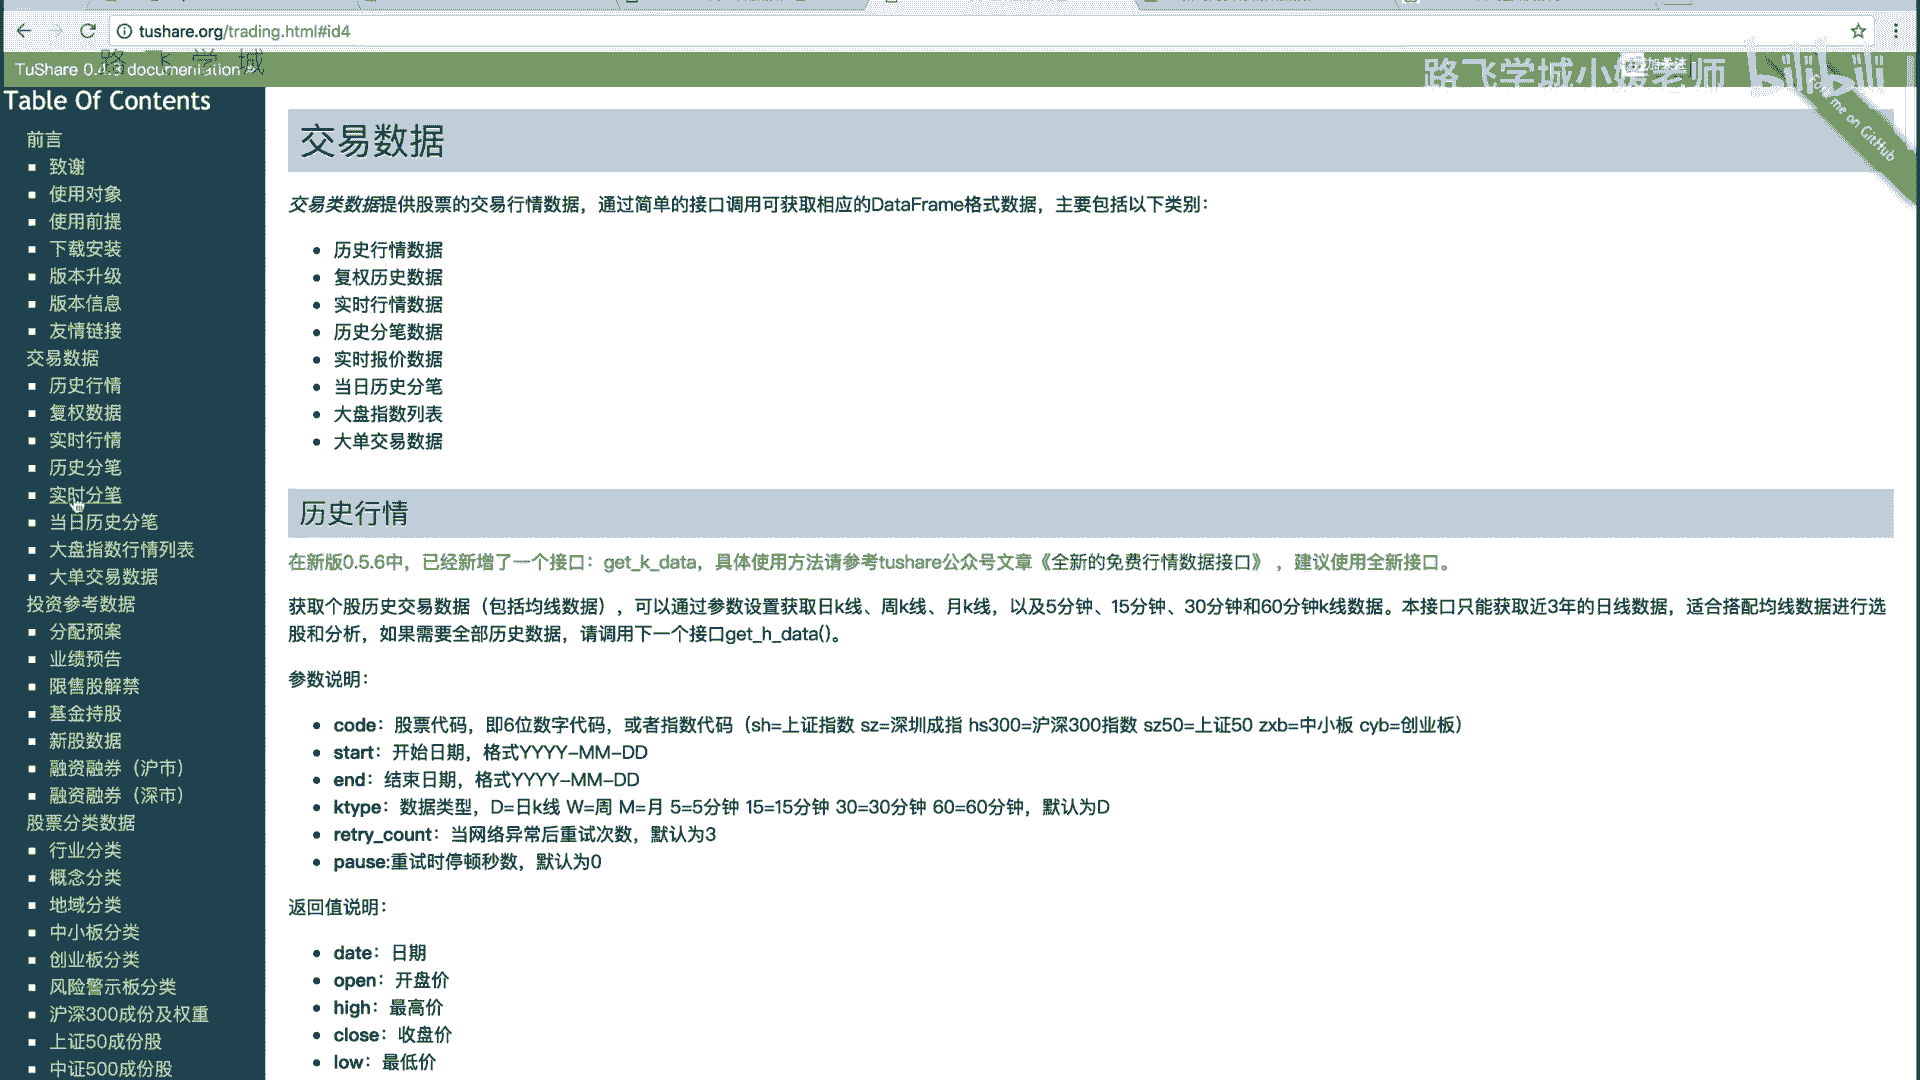 tushare.org/trading.html#id4
TuShare 0.4.3 documentation »
路飞学城
加关注
路飞学城小媛老师 bilibili
Fork me on GitHub
Table Of Contents
前言
致谢
使用对象
使用前提
下载安装
版本升级
版本信息
友情链接
交易数据
历史行情
复权数据
实时行情
历史分笔
实时分笔
当日历史分笔
大盘指数行情列表
大单交易数据
投资参考数据
分配预案
业绩预告
限售股解禁
基金持股
新股数据
融资融券（沪市）
融资融券（深市）
股票分类数据
行业分类
概念分类
地域分类
中小板分类
创业板分类
风险警示板分类
沪深300成份及权重
上证50成份股
中证500成份股
交易数据
交易类数据提供股票的交易行情数据，通过简单的接口调用可获取相应的DataFrame格式数据，主要包括以下类别：
历史行情数据
复权历史数据
实时行情数据
历史分笔数据
实时报价数据
当日历史分笔
大盘指数列表
大单交易数据
历史行情
在新版0.5.6中，已经新增了一个接口：get_k_data，具体使用方法请参考tushare公众号文章《全新的免费行情数据接口》，建议使用全新接口。
获取个股历史交易数据（包括均线数据），可以通过参数设置获取日k线、周k线、月k线，以及5分钟、15分钟、30分钟和60分钟k线数据。本接口只能获取近3年的日线数据，适合搭配均线数据进行选
股和分析，如果需要全部历史数据，请调用下一个接口get_h_data()。
参数说明：
code：股票代码，即6位数字代码，或者指数代码（sh=上证指数 sz=深圳成指 hs300=沪深300指数 sz50=上证50 zxb=中小板 cyb=创业板）
start：开始日期，格式YYYY-MM-DD
end：结束日期，格式YYYY-MM-DD
ktype：数据类型，D=日k线 W=周 M=月 5=5分钟 15=15分钟 30=30分钟 60=60分钟，默认为D
retry_count：当网络异常后重试次数，默认为3
pause:重试时停顿秒数，默认为0
返回值说明：
date：日期
open：开盘价
high：最高价
close：收盘价
low：最低价